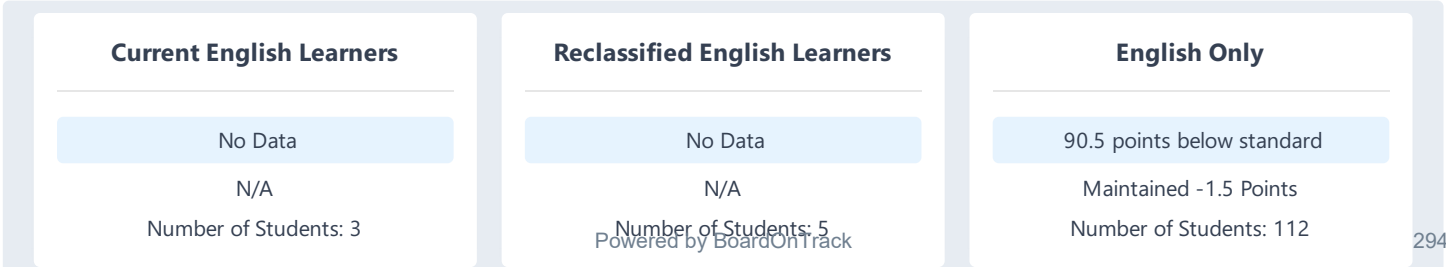 Current English Learners
No Data
N/A
Number of Students: 3
Reclassified English Learners
No Data
N/A
Number of Students: 5
English Only
90.5 points below standard
Maintained -1.5 Points
Number of Students: 112
Powered by BoardOnTrack
294